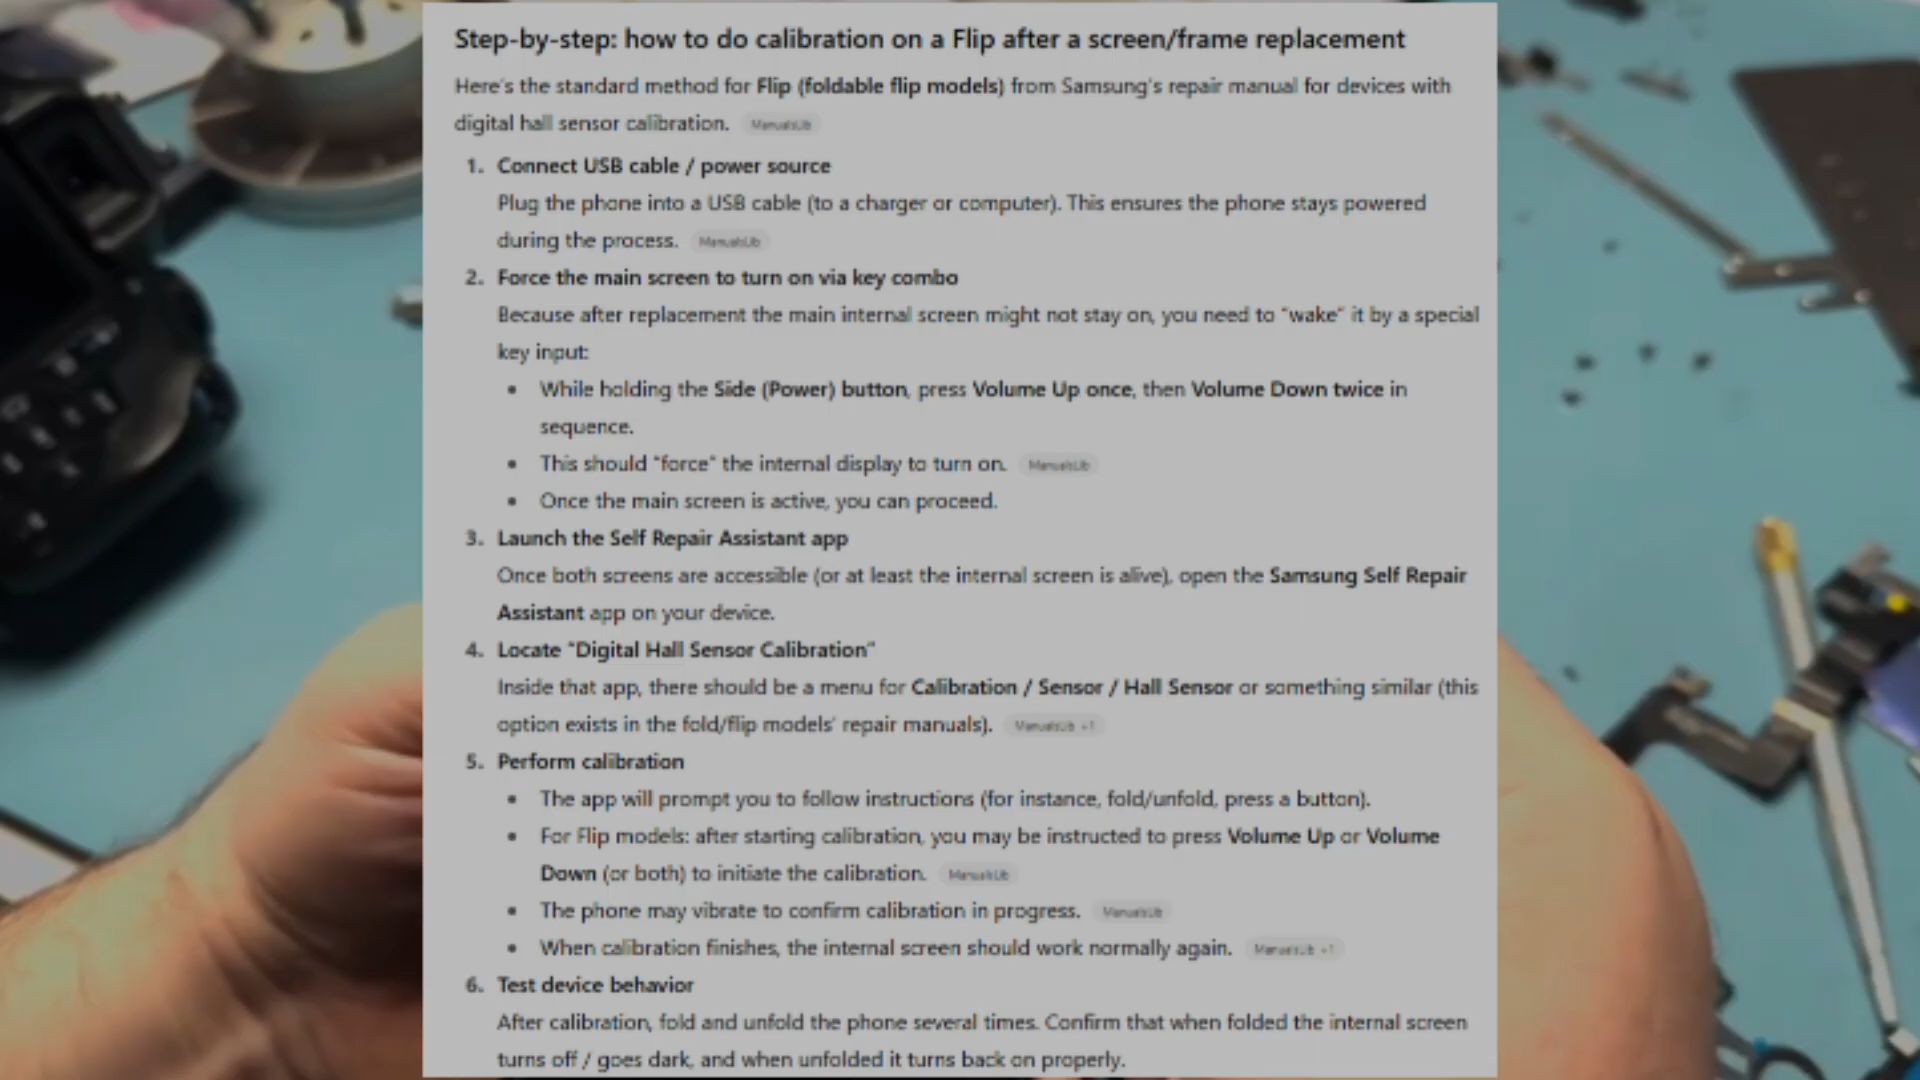 Step-by-step: how to do calibration on a Flip after a screen/frame replacement
Here's the standard method for Flip (foldable flip models) from Samsung's repair manual for devices with
digital hall sensor calibration. ManualsLib
1. Connect USB cable / power source
Plug the phone into a USB cable (to a charger or computer). This ensures the phone stays powered
during the process. ManualsLib
2. Force the main screen to turn on via key combo
Because after replacement the main internal screen might not stay on, you need to "wake" it by a special
key input:
• While holding the Side (Power) button, press Volume Up once, then Volume Down twice in
sequence.
• This should "force" the internal display to turn on. ManualsLib
• Once the main screen is active, you can proceed.
3. Launch the Self Repair Assistant app
Once both screens are accessible (or at least the internal screen is alive), open the Samsung Self Repair
Assistant app on your device.
4. Locate "Digital Hall Sensor Calibration"
Inside that app, there should be a menu for Calibration / Sensor / Hall Sensor or something similar (this
option exists in the fold/flip models' repair manuals). ManualsLib +1
5. Perform calibration
• The app will prompt you to follow instructions (for instance, fold/unfold, press a button).
• For Flip models: after starting calibration, you may be instructed to press Volume Up or Volume
Down (or both) to initiate the calibration. ManualsLib
• The phone may vibrate to confirm calibration in progress. ManualsLib
• When calibration finishes, the internal screen should work normally again. ManualsLib +1
6. Test device behavior
After calibration, fold and unfold the phone several times. Confirm that when folded the internal screen
turns off / goes dark, and when unfolded it turns back on properly.